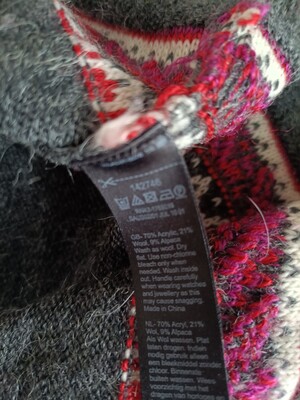 142746
GB- 70% Acrylic, 21%
Wool, 9% Alpaca
Wash as wool. Dry
flat. Use non-chlorine
bleach only when
needed. Wash inside
out. Handle carefully
when wearing watches
and jewellery as this
may cause snagging.
Made in China
NL- 70% Acryl, 21%
Wol, 9% Alpaca
Als Wol wassen. Plat
laten drogen. Indien
nodig gebruik alleen
een bleekmiddel zonder
chloor. Binnenste
buiten wassen. Wees
voorzichtig met het
dragen van horloges